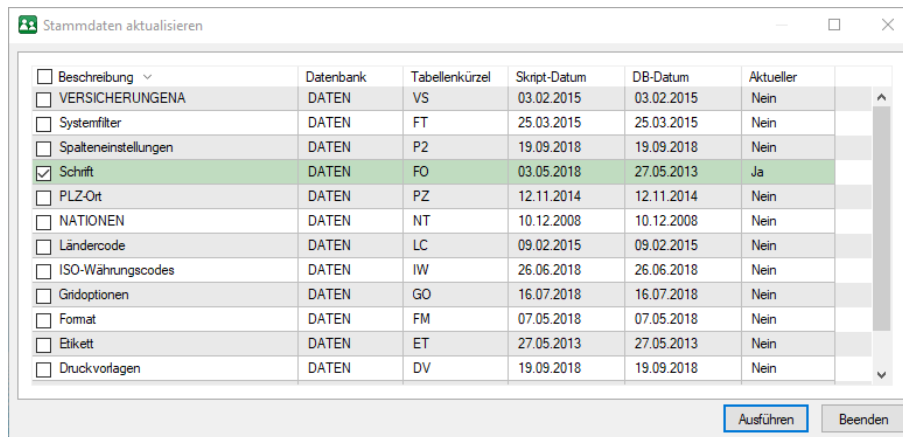 Stammdaten aktualisieren
Beschreibung Datenbank Tabellenkürzel Skript-Datum DB-Datum Aktueller
VERSICHERUNGENA DATEN VS 03.02.2015 03.02.2015 Nein
Systemfilter DATEN FT 25.03.2015 25.03.2015 Nein
Spalteneinstellungen DATEN P2 19.09.2018 19.09.2018 Nein
Schrift DATEN FO 03.05.2018 27.05.2013 Ja
PLZ-Ort DATEN PZ 12.11.2014 12.11.2014 Nein
NATIONEN DATEN NT 10.12.2008 10.12.2008 Nein
Ländercode DATEN LC 09.02.2015 09.02.2015 Nein
ISO-Währungscodes DATEN IW 26.06.2018 26.06.2018 Nein
Gridoptionen DATEN GO 16.07.2018 16.07.2018 Nein
Format DATEN FM 07.05.2018 07.05.2018 Nein
Etikett DATEN ET 27.05.2013 27.05.2013 Nein
Druckvorlagen DATEN DV 19.09.2018 19.09.2018 Nein
Ausführen Beenden